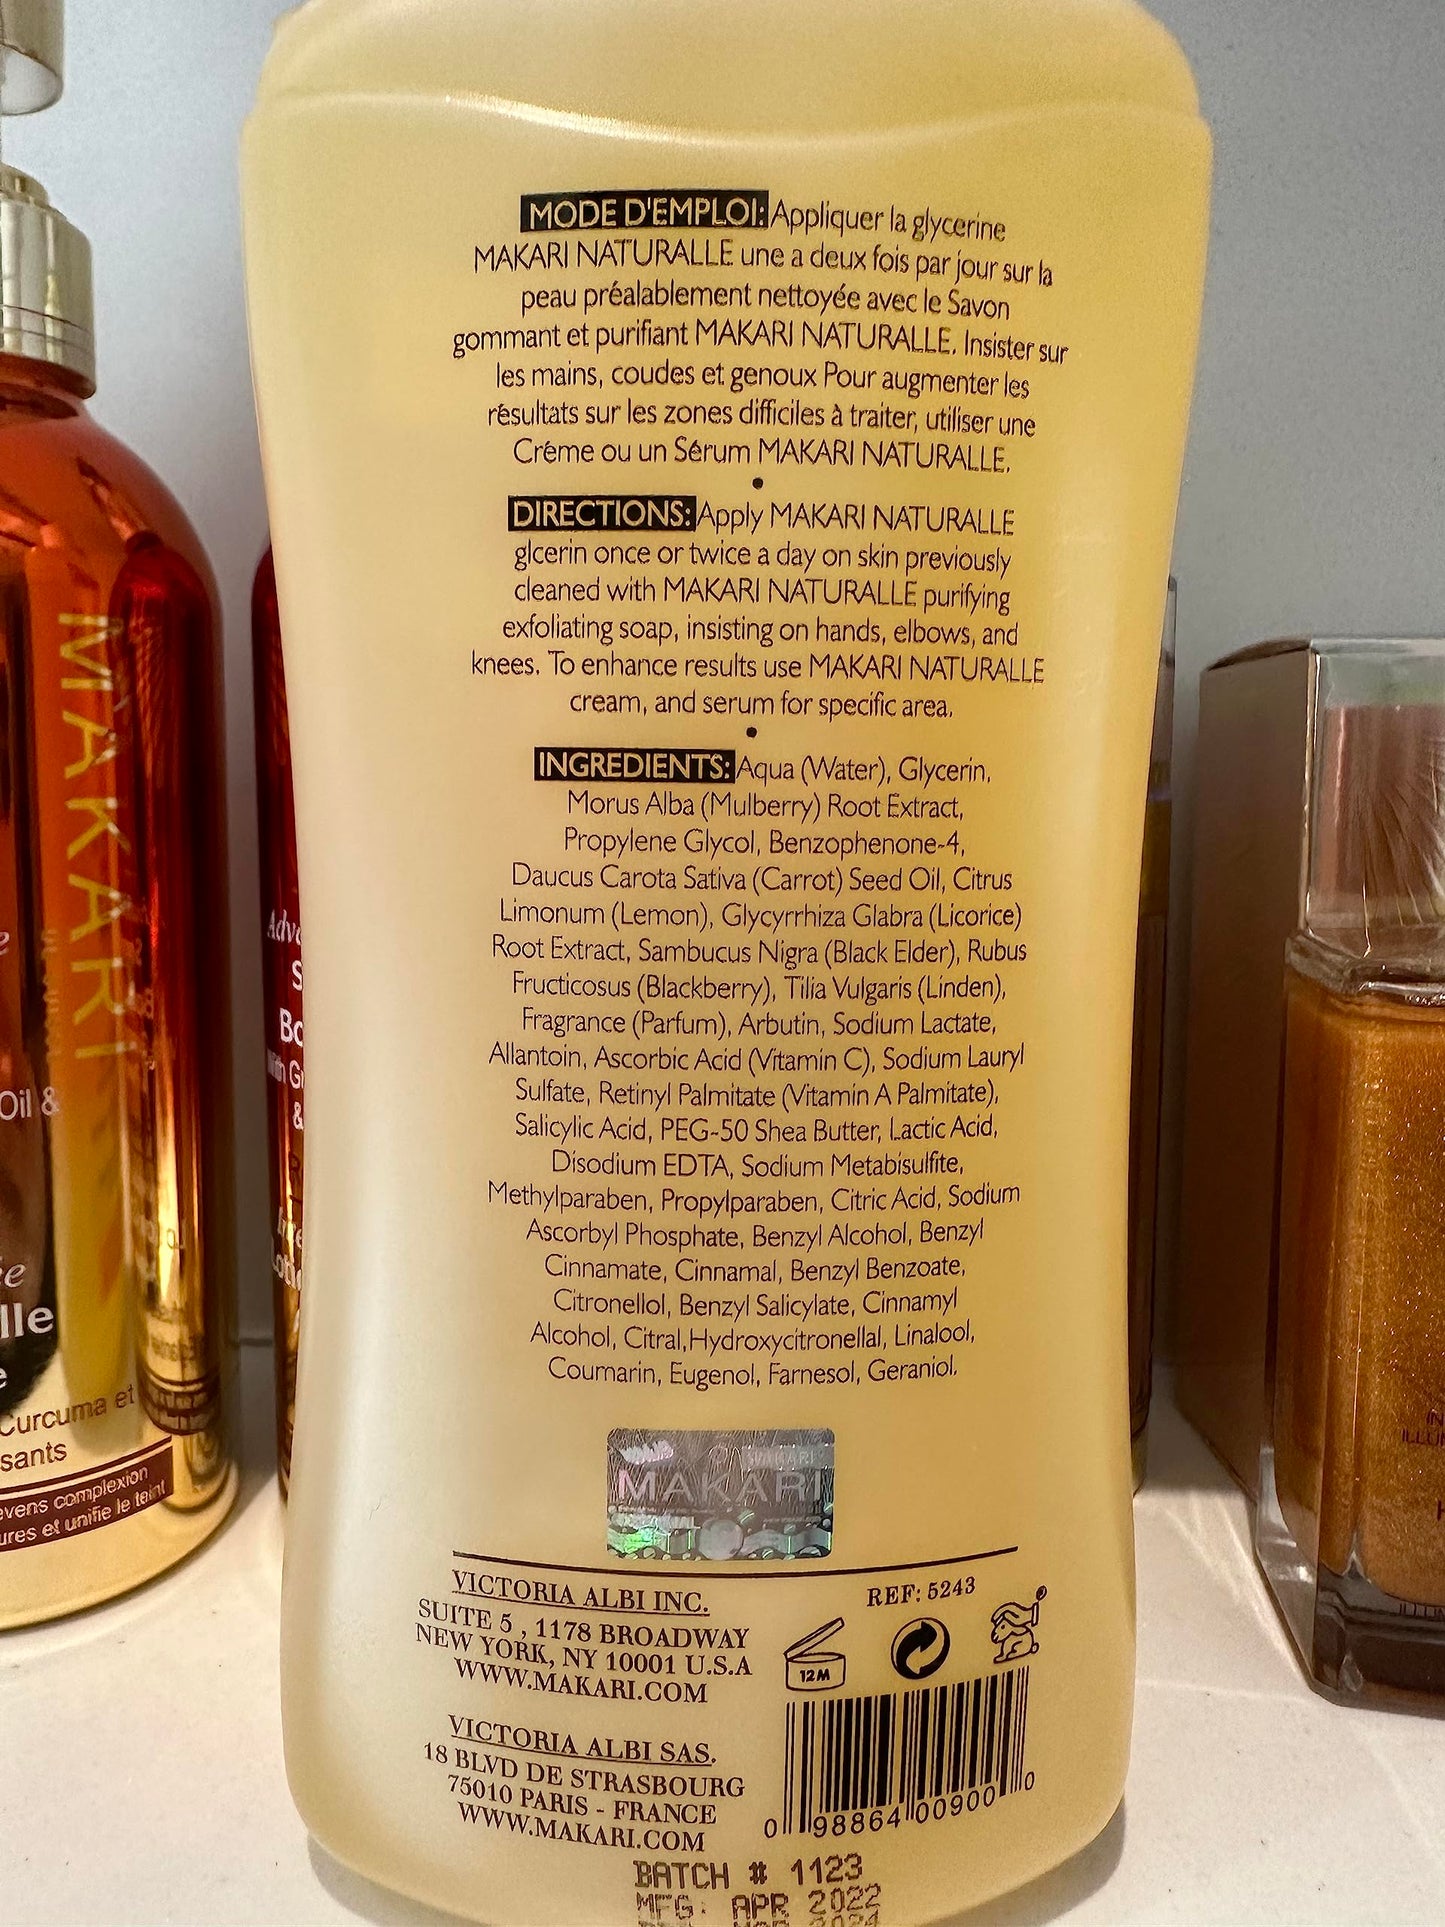 MODE D'EMPLOI: Appliquer la glycerine
MAKARI NATURALLE une a deux fois par jour sur la
peau préalablement nettoyée avec le Savon
gommant et purifiant MAKARI NATURALLE. Insister sur
les mains, coudes et genoux Pour augmenter les
résultats sur les zones difficiles à traiter, utiliser une
Créme ou un Sérum MAKARI NATURALLE.
DIRECTIONS: Apply MAKARI NATURALLE
glcerin once or twice a day on skin previously
cleaned with MAKARI NATURALLE purifying
exfoliating soap, insisting on hands, elbows, and
knees. To enhance results use MAKARI NATURALLE
cream, and serum for specific area.
INGREDIENTS: Aqua (Water), Glycerin,
Morus Alba (Mulberry) Root Extract,
Propylene Glycol, Benzophenone-4,
Daucus Carota Sativa (Carrot) Seed Oil, Citrus
Limonum (Lemon), Glycyrrhiza Glabra (Licorice)
Root Extract, Sambucus Nigra (Black Elder), Rubus
Fructicosus (Blackberry), Tilia Vulgaris (Linden),
Fragrance (Parfum), Arbutin, Sodium Lactate,
Allantoin, Ascorbic Acid (Vitamin C), Sodium Lauryl
Sulfate, Retinyl Palmitate (Vitamin A Palmitate),
Salicylic Acid, PEG-50 Shea Butter, Lactic Acid,
Disodium EDTA, Sodium Metabisulfite,
Methylparaben, Propylparaben, Citric Acid, Sodium
Ascorbyl Phosphate, Benzyl Alcohol, Benzyl
Cinnamate, Cinnamal, Benzyl Benzoate,
Citronellol, Benzyl Salicylate, Cinnamyl
Alcohol, Citral,Hydroxycitronellal, Linalool,
Coumarin, Eugenol, Farnesol, Geraniol.
MAKARI
VICTORIA ALBI INC.
SUITE 5 , 1178 BROADWAY
NEW YORK, NY 10001 U.S.A
WWW.MAKARI.COM
REF: 5243
12M
VICTORIA ALBI SAS.
18 BLVD DE STRASBOURG
75010 PARIS - FRANCE
WWW.MAKARI.COM
0 98864 00900 0
BATCH # 1123
MFG: APR 2022
MAKARI
Oil &
Curcuma et
evens complexion
et unifie le teint